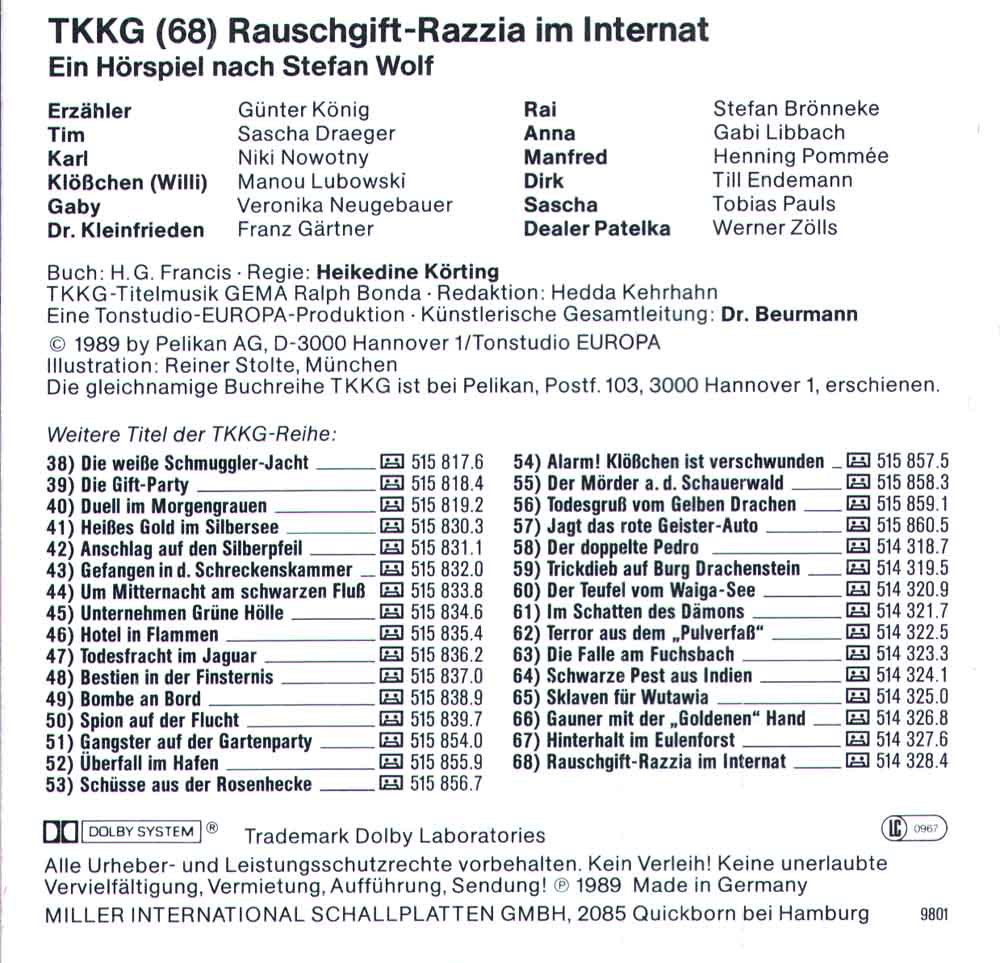 TKKG (68) Rauschgift-Razzia im Internat
Ein Hörspiel nach Stefan Wolf
Erzähler Günter König
Tim Sascha Draeger
Karl Niki Nowotny
Klößchen (Willi) Manou Lubowski
Gaby Veronika Neugebauer
Dr. Kleinfrieden Franz Gärtner
Rai Stefan Brönneke
Anna Gabi Libbach
Manfred Henning Pommée
Dirk Till Endemann
Sascha Tobias Pauls
Dealer Patelka Werner Zölls
Buch: H. G. Francis · Regie: Heikedine Körting
TKKG-Titelmusik GEMA Ralph Bonda · Redaktion: Hedda Kehrhahn
Eine Tonstudio-EUROPA-Produktion · Künstlerische Gesamtleitung: Dr. Beurmann
© 1989 by Pelikan AG, D-3000 Hannover 1/Tonstudio EUROPA
Illustration: Reiner Stolte, München
Die gleichnamige Buchreihe TKKG ist bei Pelikan, Postf. 103, 3000 Hannover 1, erschienen.
Weitere Titel der TKKG-Reihe:
38) Die weiße Schmuggler-Jacht 515 817.6
39) Die Gift-Party 515 818.4
40) Duell im Morgengrauen 515 819.2
41) Heißes Gold im Silbersee 515 830.3
42) Anschlag auf den Silberpfeil 515 831.1
43) Gefangen in d. Schreckenskammer 515 832.0
44) Um Mitternacht am schwarzen Fluß 515 833.8
45) Unternehmen Grüne Hölle 515 834.6
46) Hotel in Flammen 515 835.4
47) Todesfracht im Jaguar 515 836.2
48) Bestien in der Finsternis 515 837.0
49) Bombe an Bord 515 838.9
50) Spion auf der Flucht 515 839.7
51) Gangster auf der Gartenparty 515 854.0
52) Überfall im Hafen 515 855.9
53) Schüsse aus der Rosenhecke 515 856.7
54) Alarm! Klößchen ist verschwunden 515 857.5
55) Der Mörder a. d. Schauerwald 515 858.3
56) Todesgruß vom Gelben Drachen 515 859.1
57) Jagt das rote Geister-Auto 515 860.5
58) Der doppelte Pedro 514 318.7
59) Trickdieb auf Burg Drachenstein 514 319.5
60) Der Teufel vom Waiga-See 514 320.9
61) Im Schatten des Dämons 514 321.7
62) Terror aus dem „Pulverfaß“ 514 322.5
63) Die Falle am Fuchsbach 514 323.3
64) Schwarze Pest aus Indien 514 324.1
65) Sklaven für Wutawia 514 325.0
66) Gauner mit der „Goldenen“ Hand 514 326.8
67) Hinterhalt im Eulenforst 514 327.6
68) Rauschgift-Razzia im Internat 514 328.4
DOLBY SYSTEM ® Trademark Dolby Laboratories
LC 0967
Alle Urheber- und Leistungsschutzrechte vorbehalten. Kein Verleih! Keine unerlaubte
Vervielfältigung, Vermietung, Aufführung, Sendung! ℗ 1989 Made in Germany
MILLER INTERNATIONAL SCHALLPLATTEN GMBH, 2085 Quickborn bei Hamburg 9801